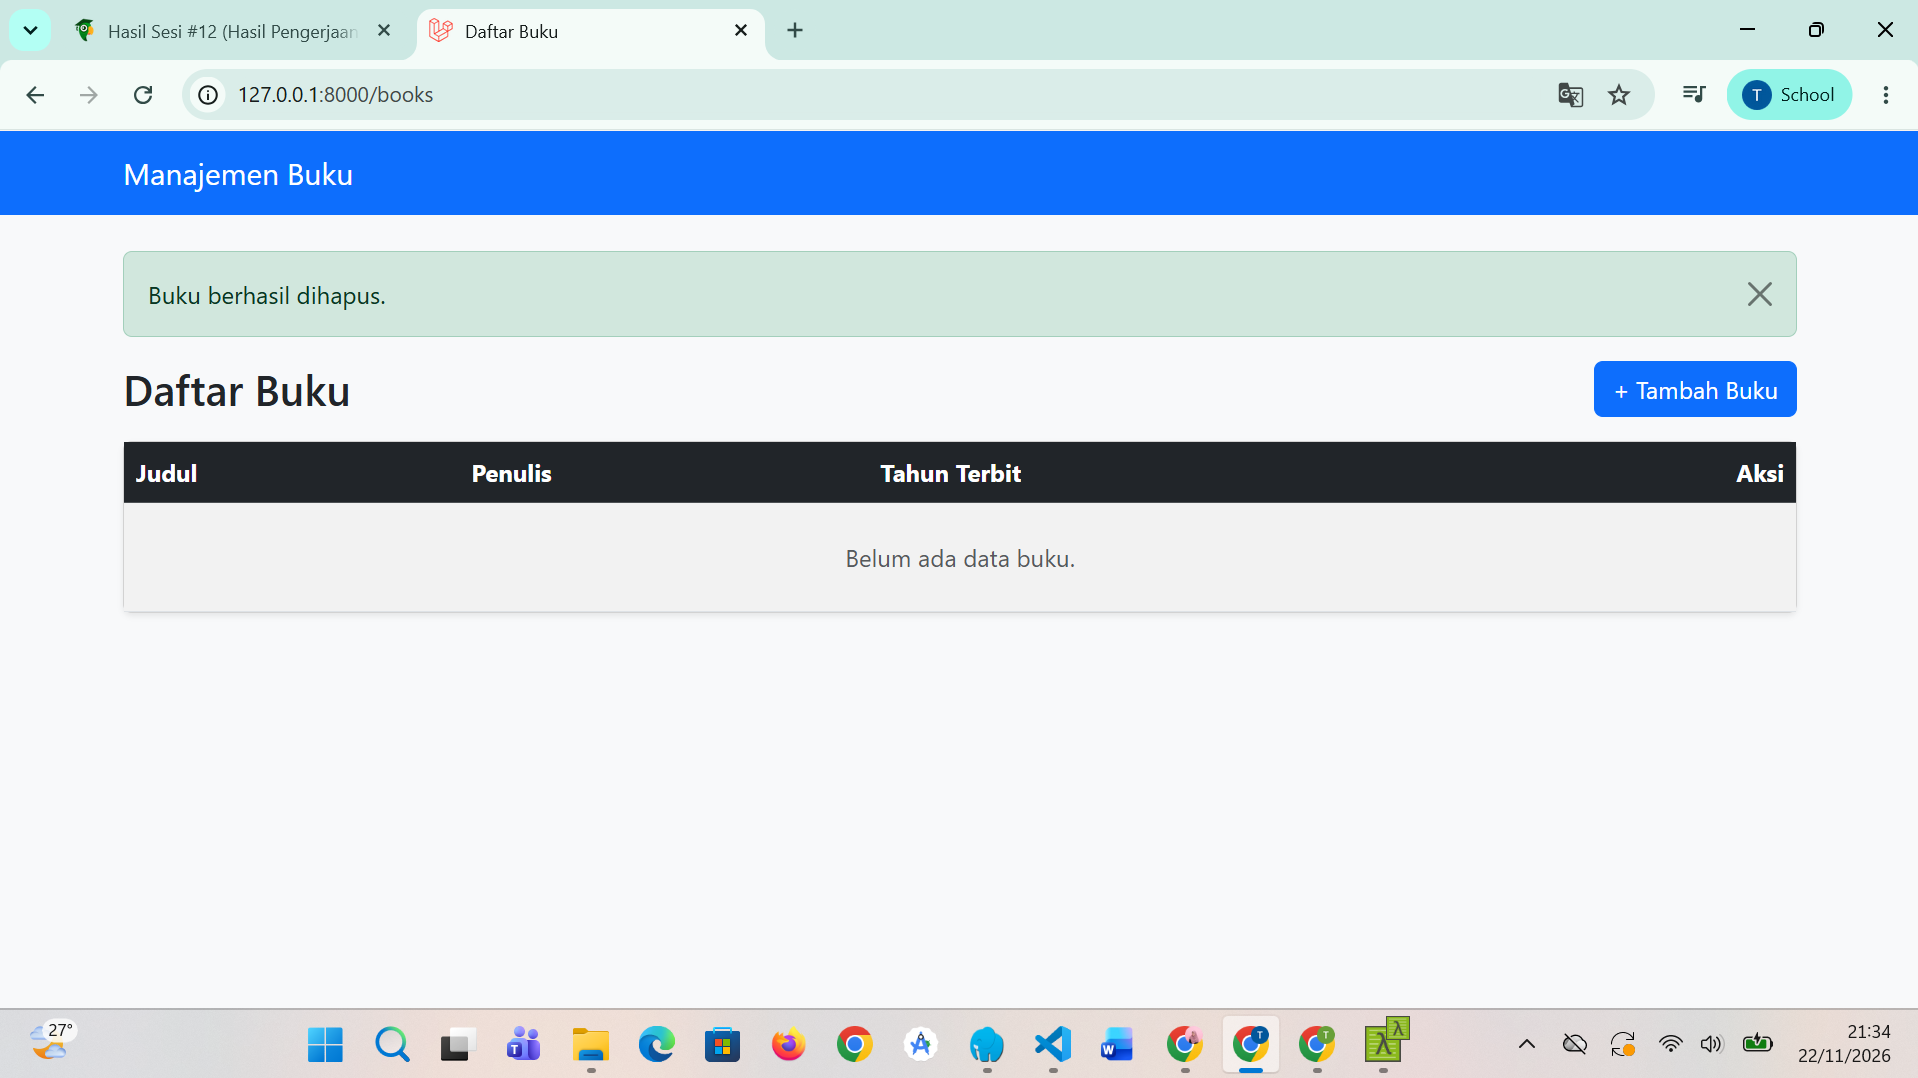 Hasil Sesi #12 (Hasil Pengerjaan
Daftar Buku
127.0.0.1:8000/books
T
School
Manajemen Buku
Buku berhasil dihapus.
Daftar Buku
+ Tambah Buku
Judul Penulis Tahun Terbit Aksi
Belum ada data buku.
27°
21:34
22/11/2026